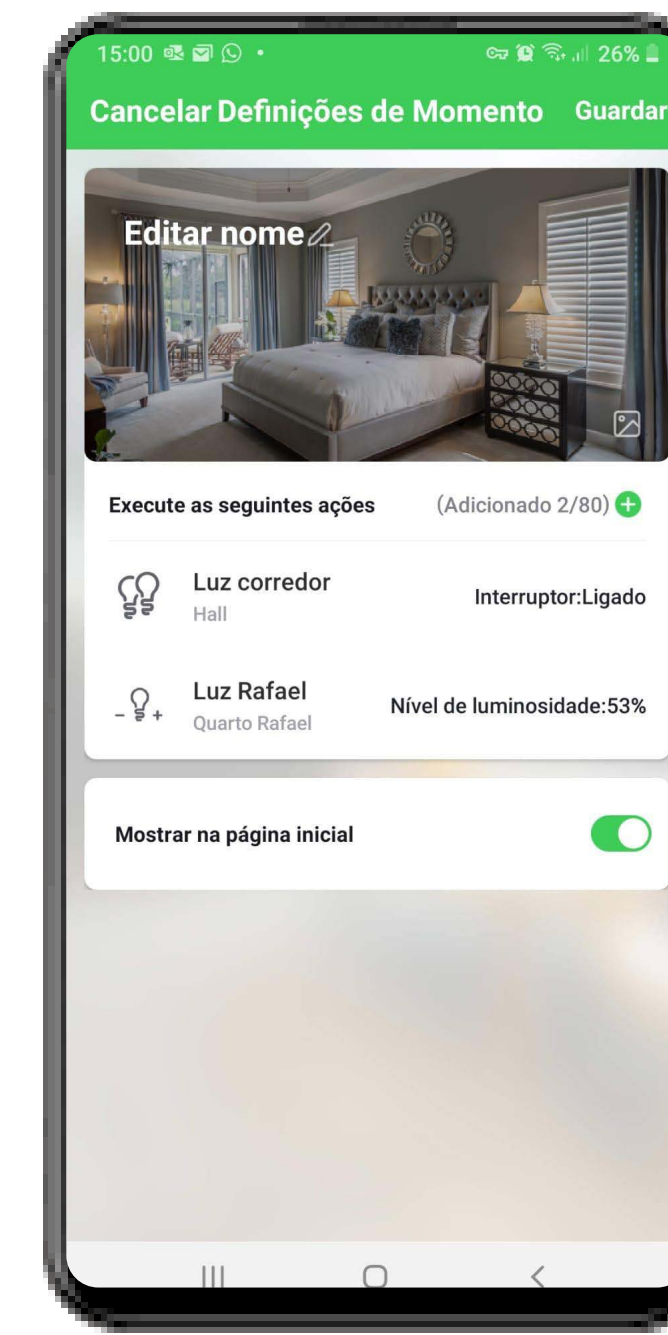 15:00 26%
Cancelar Definições de Momento Guardar
Editar nome
Execute as seguintes ações (Adicionado 2/80)
Luz corredor
Hall
Interruptor:Ligado
Luz Rafael
Quarto Rafael
Nível de luminosidade:53%
Mostrar na página inicial